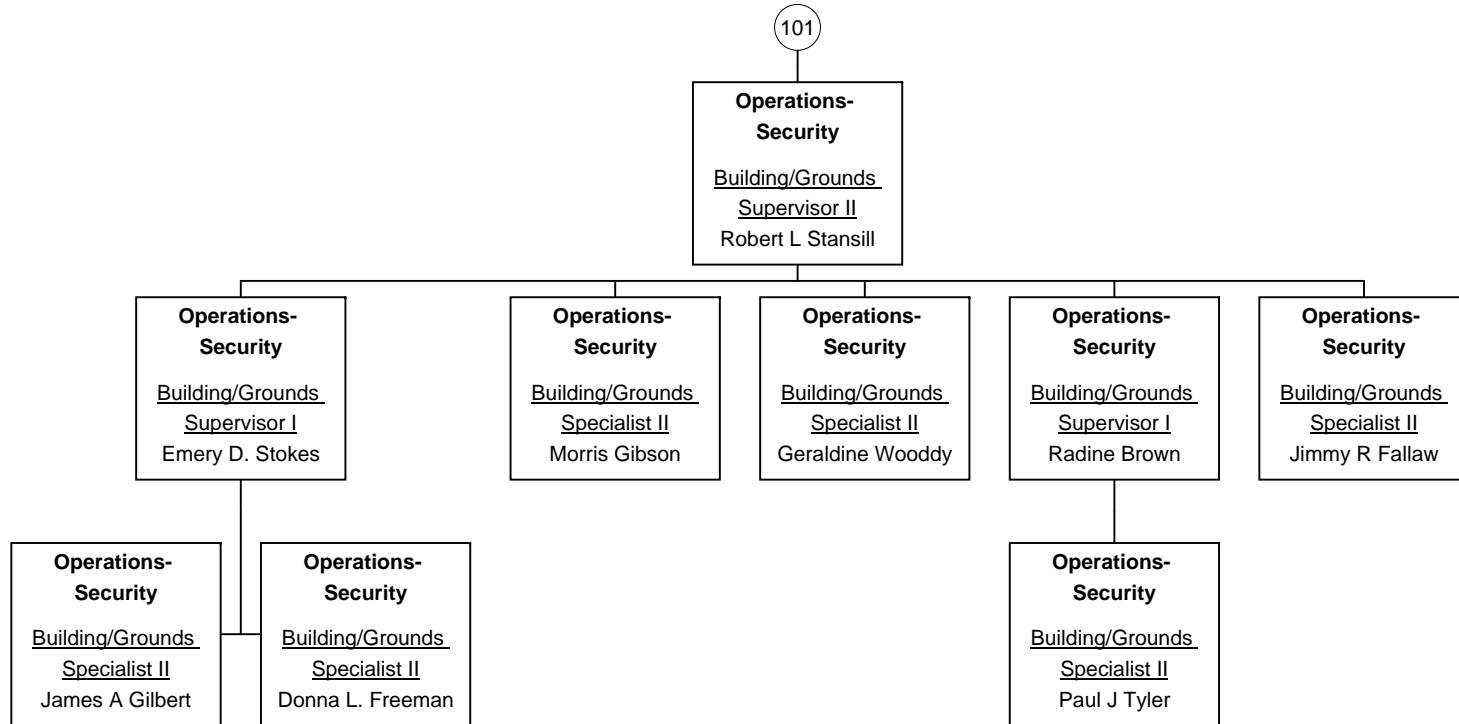 101
Operations-
Security
Building/Grounds
Supervisor II
Robert L Stansill
Operations-
Security
Building/Grounds
Supervisor I
Emery D. Stokes
Operations-
Security
Building/Grounds
Specialist II
Morris Gibson
Operations-
Security
Building/Grounds
Specialist II
Geraldine Wooddy
Operations-
Security
Building/Grounds
Supervisor I
Radine Brown
Operations-
Security
Building/Grounds
Specialist II
Jimmy R Fallaw
Operations-
Security
Building/Grounds
Specialist II
James A Gilbert
Operations-
Security
Building/Grounds
Specialist II
Donna L. Freeman
Operations-
Security
Building/Grounds
Specialist II
Paul J Tyler